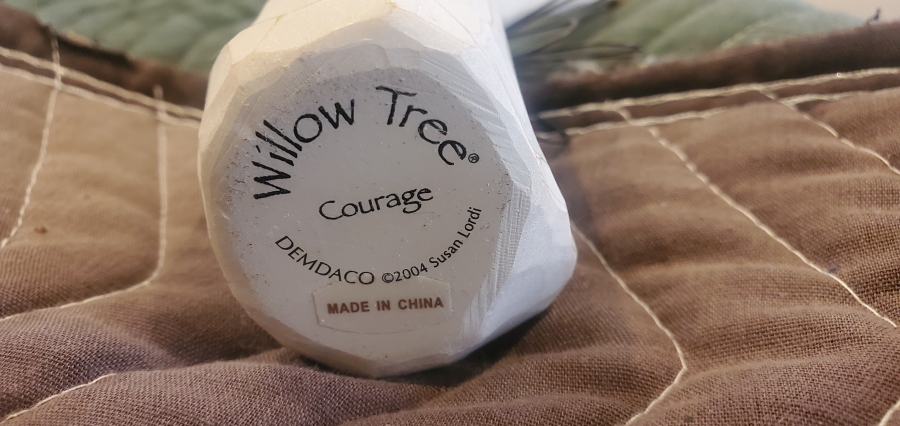 Willow Tree®
Courage
DEMDACO ©2004 Susan Lordi
MADE IN CHINA